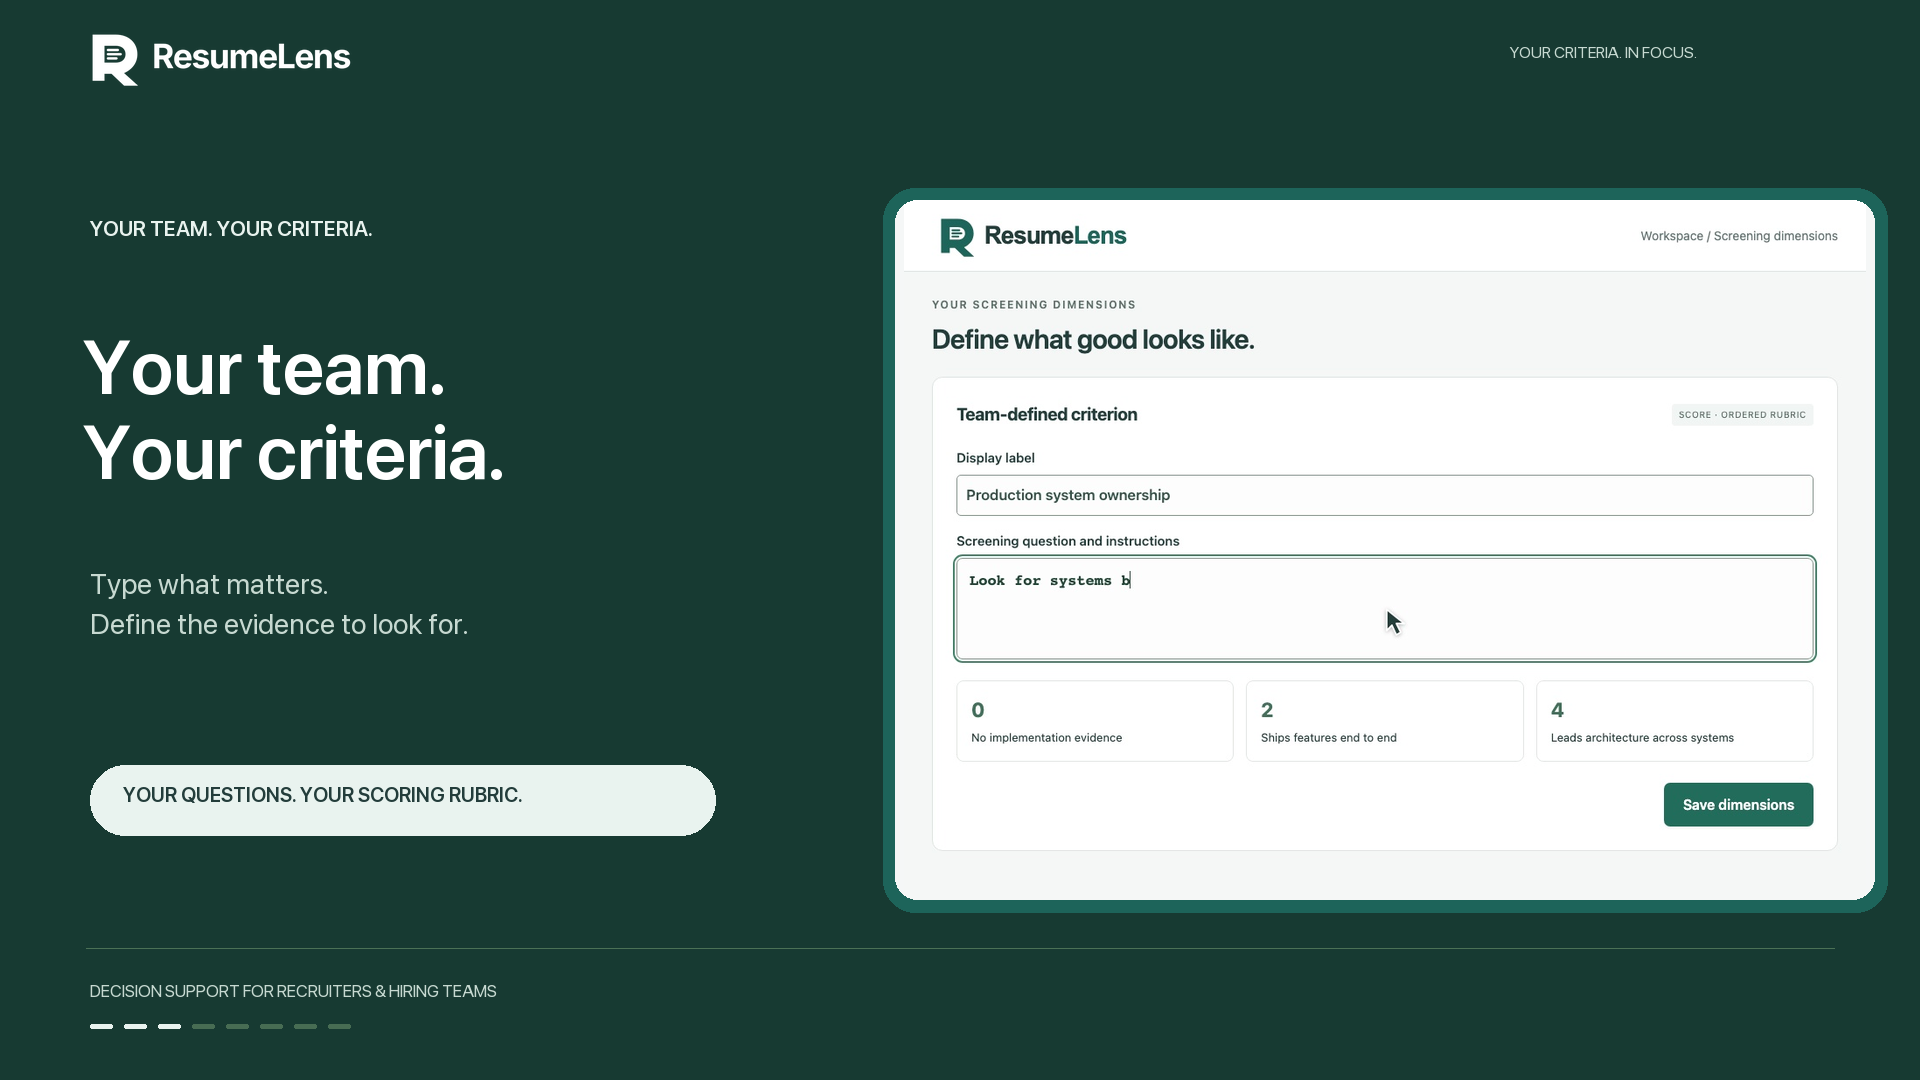 ResumeLens
YOUR CRITERIA. IN FOCUS.
YOUR TEAM. YOUR CRITERIA.
Your team.
Your criteria.
Type what matters.
Define the evidence to look for.
YOUR QUESTIONS. YOUR SCORING RUBRIC.
ResumeLens
Workspace / Screening dimensions
YOUR SCREENING DIMENSIONS
Define what good looks like.
Team-defined criterion
SCORE · ORDERED RUBRIC
Display label
Production system ownership
Screening question and instructions
Look for systems b
0
No implementation evidence
2
Ships features end to end
4
Leads architecture across systems
Save dimensions
DECISION SUPPORT FOR RECRUITERS & HIRING TEAMS